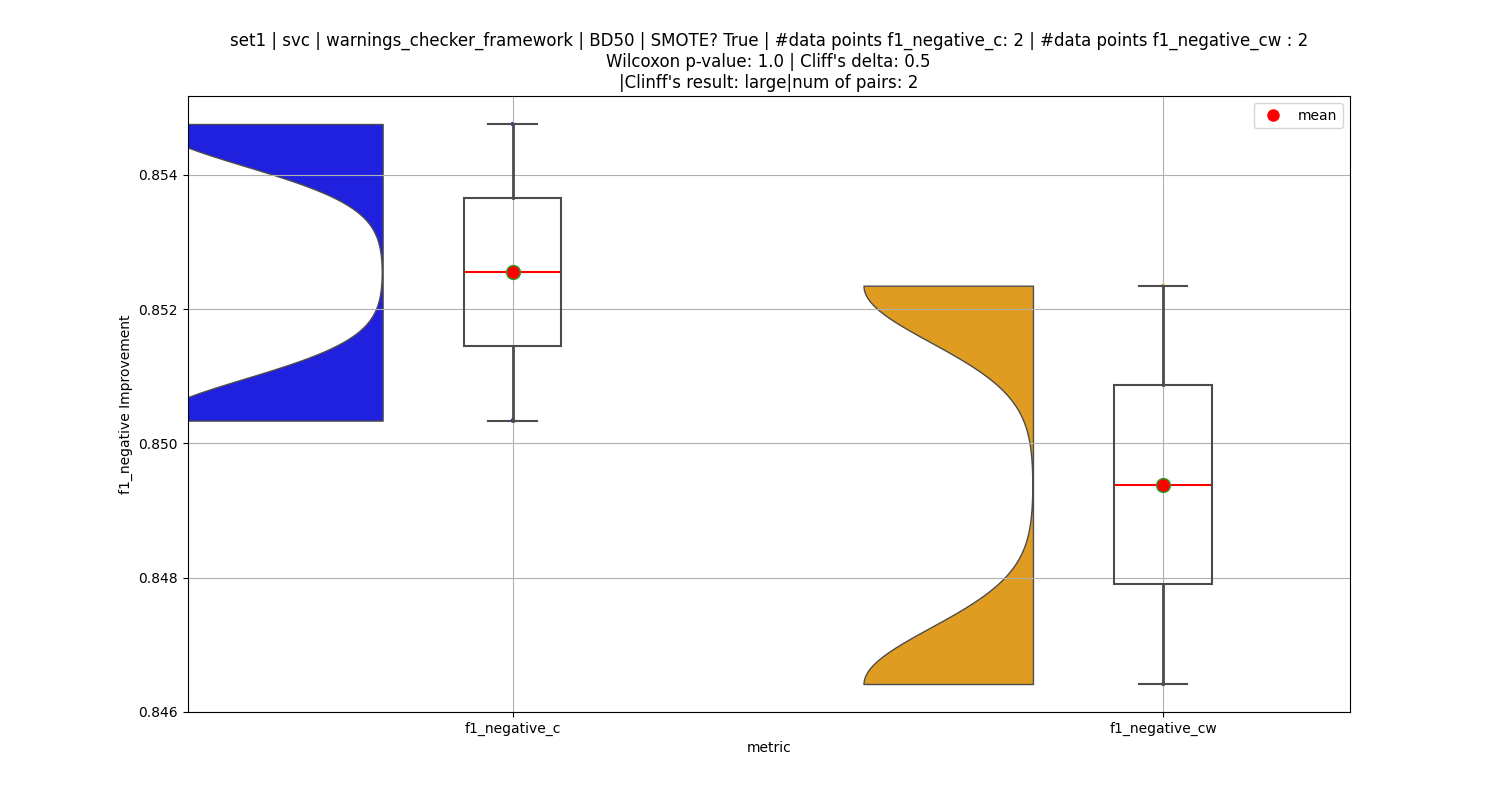 set1 | svc | warnings_checker_framework | BD50 | SMOTE? True | #data points f1_negative_c: 2 | #data points f1_negative_cw : 2
Wilcoxon p-value: 1.0 | Cliff's delta: 0.5
|Clinff's result: large|num of pairs: 2
mean
0.854
0.852
0.850
0.848
0.846
f1_negative Improvement
f1_negative_c
f1_negative_cw
metric